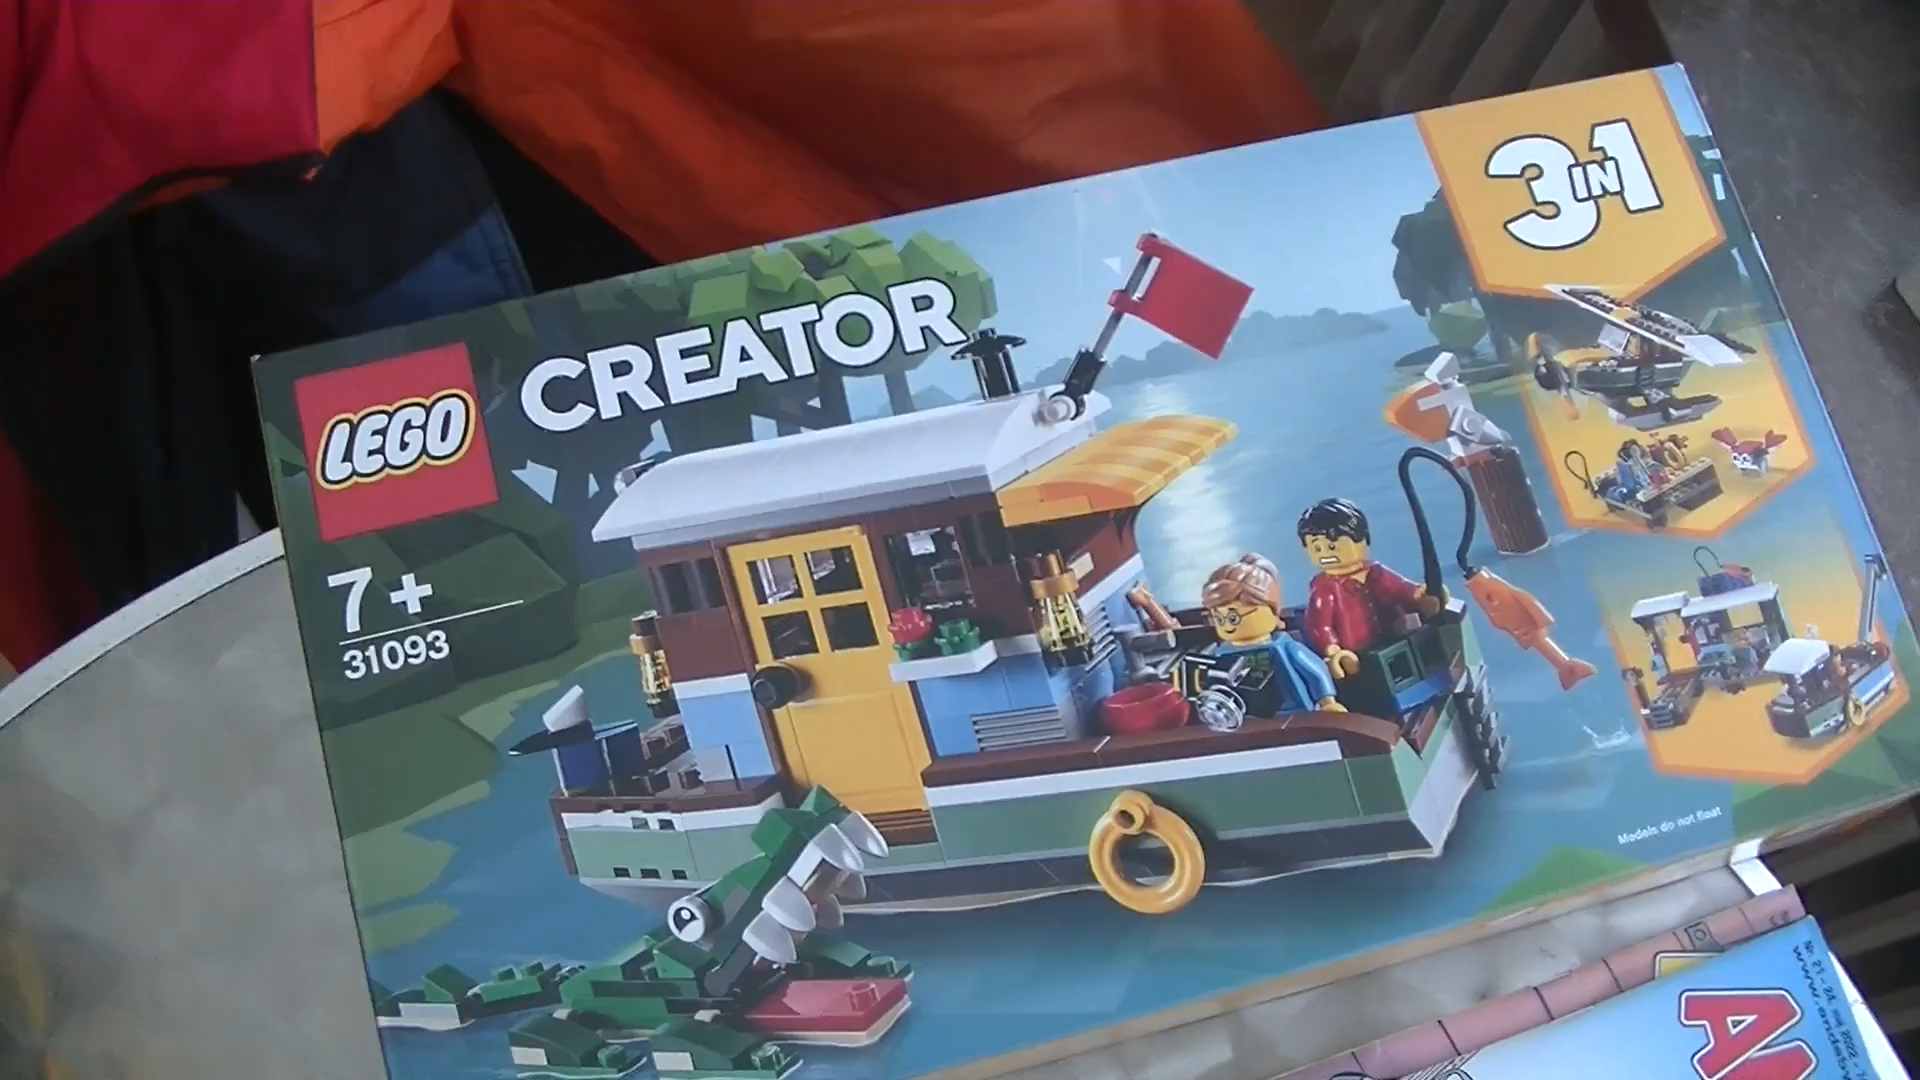 LEGO
CREATOR
3 IN 1
7+
31093
Models do not float